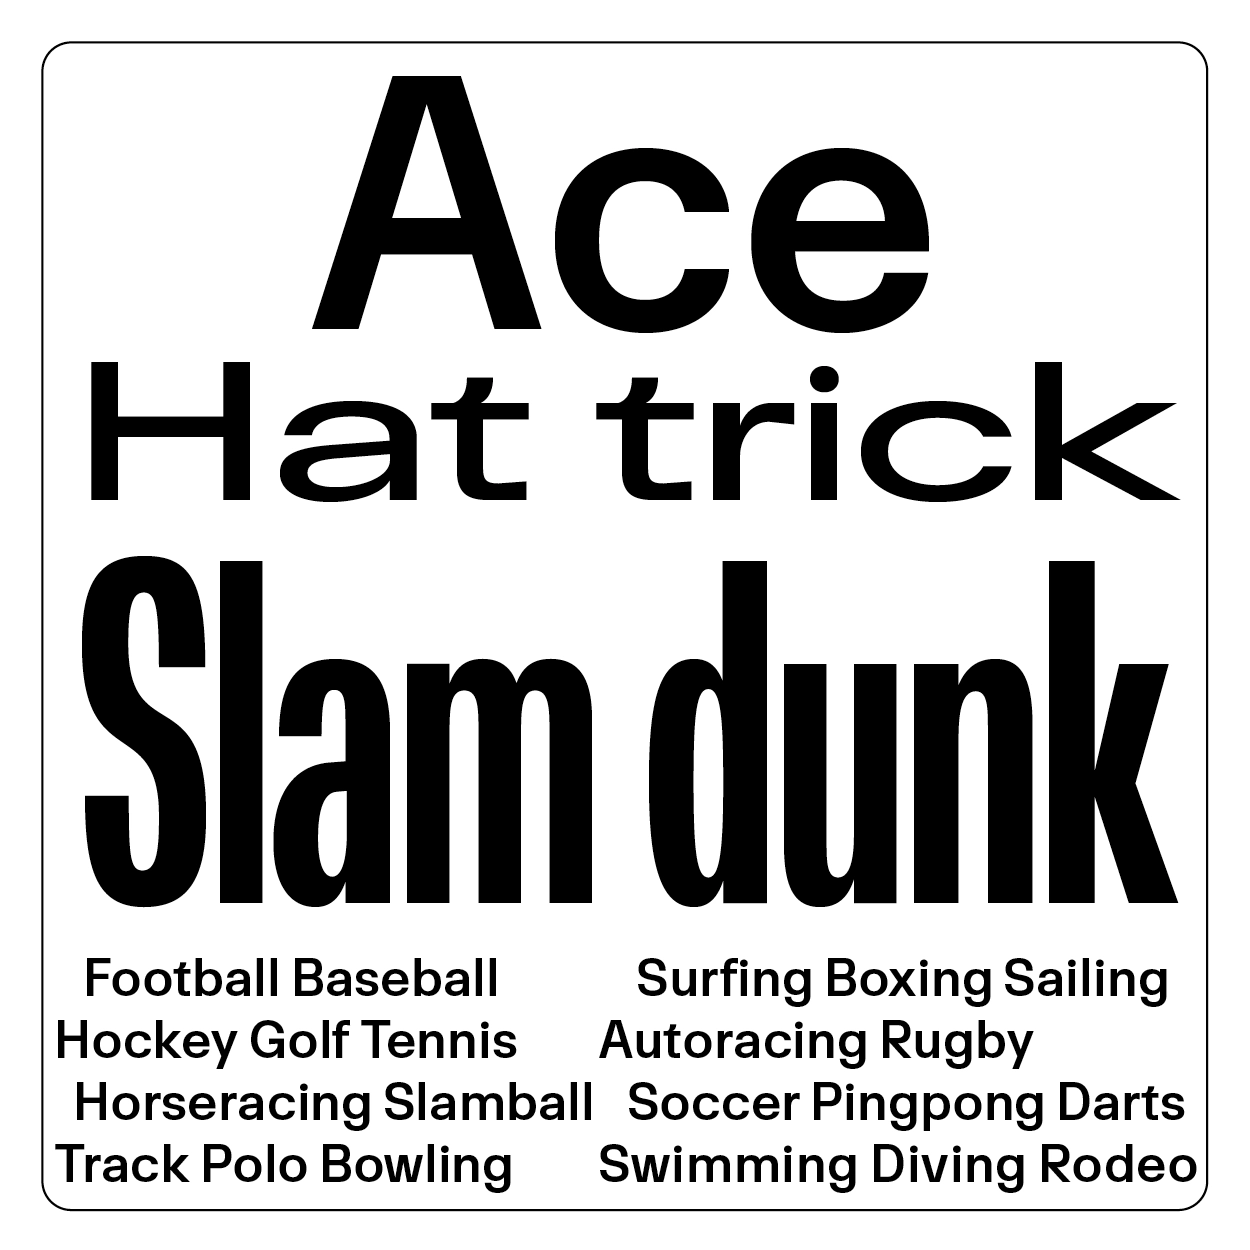 Ace
Hat trick
Slam dunk
Football Baseball
Hockey Golf Tennis
Horseracing Slamball
Track Polo Bowling
Surfing Boxing Sailing
Autoracing Rugby
Soccer Pingpong Darts
Swimming Diving Rodeo